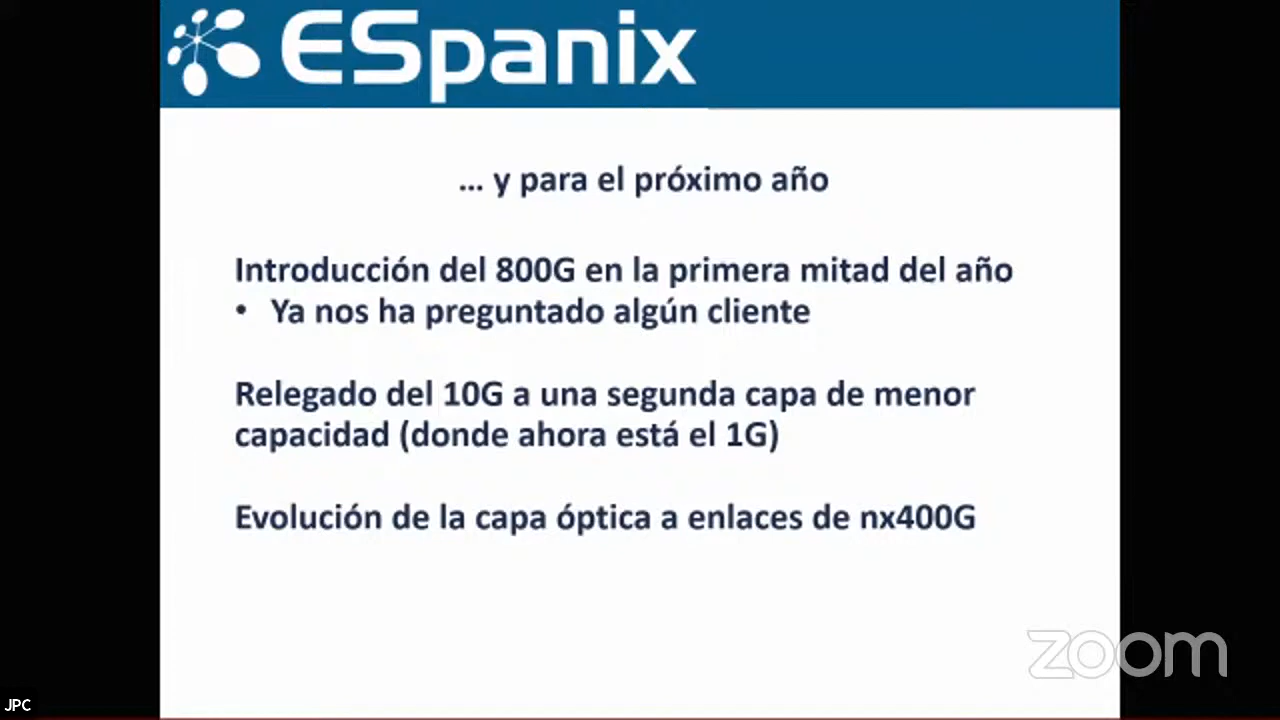 ESpanix
... y para el próximo año
Introducción del 800G en la primera mitad del año
• Ya nos ha preguntado algún cliente
Relegado del 10G a una segunda capa de menor
capacidad (donde ahora está el 1G)
Evolución de la capa óptica a enlaces de nx400G
zoom
JPC